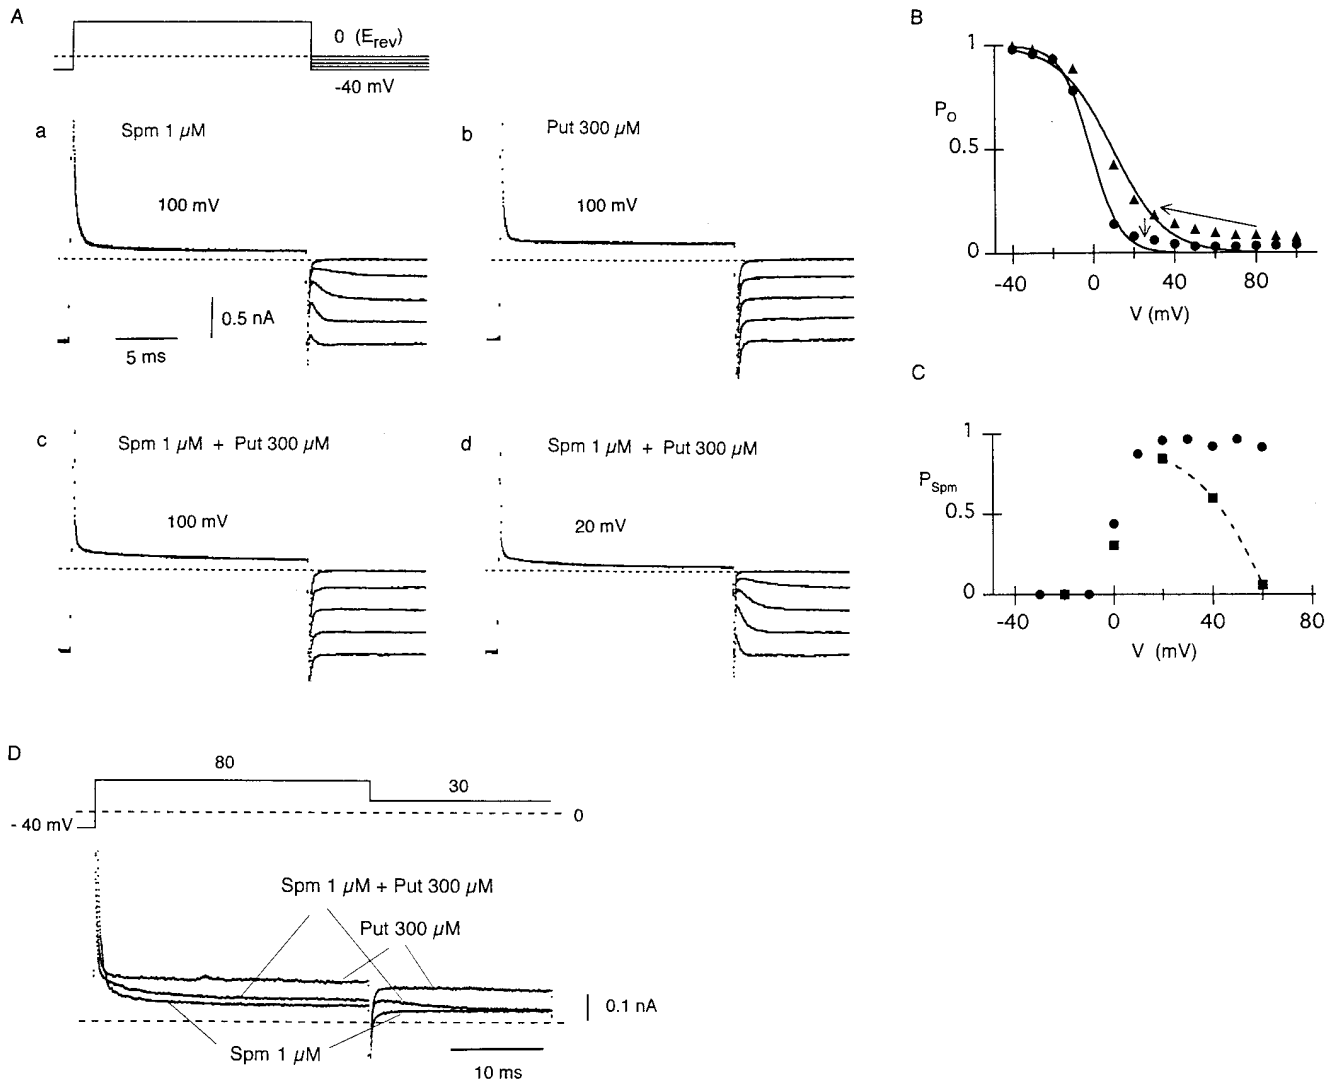 A
0 (Erev)
-40 mV
a
Spm 1 µM
100 mV
0.5 nA
5 ms
b
Put 300 µM
100 mV
c
Spm 1 µM + Put 300 µM
100 mV
d
Spm 1 µM + Put 300 µM
20 mV
B
1
PO
0.5
0
-40
0
40
80
V (mV)
C
1
PSpm
0.5
0
-40
0
40
80
V (mV)
D
80
30
- 40 mV
0
Spm 1 µM + Put 300 µM
Put 300 µM
0.1 nA
Spm 1 µM
10 ms